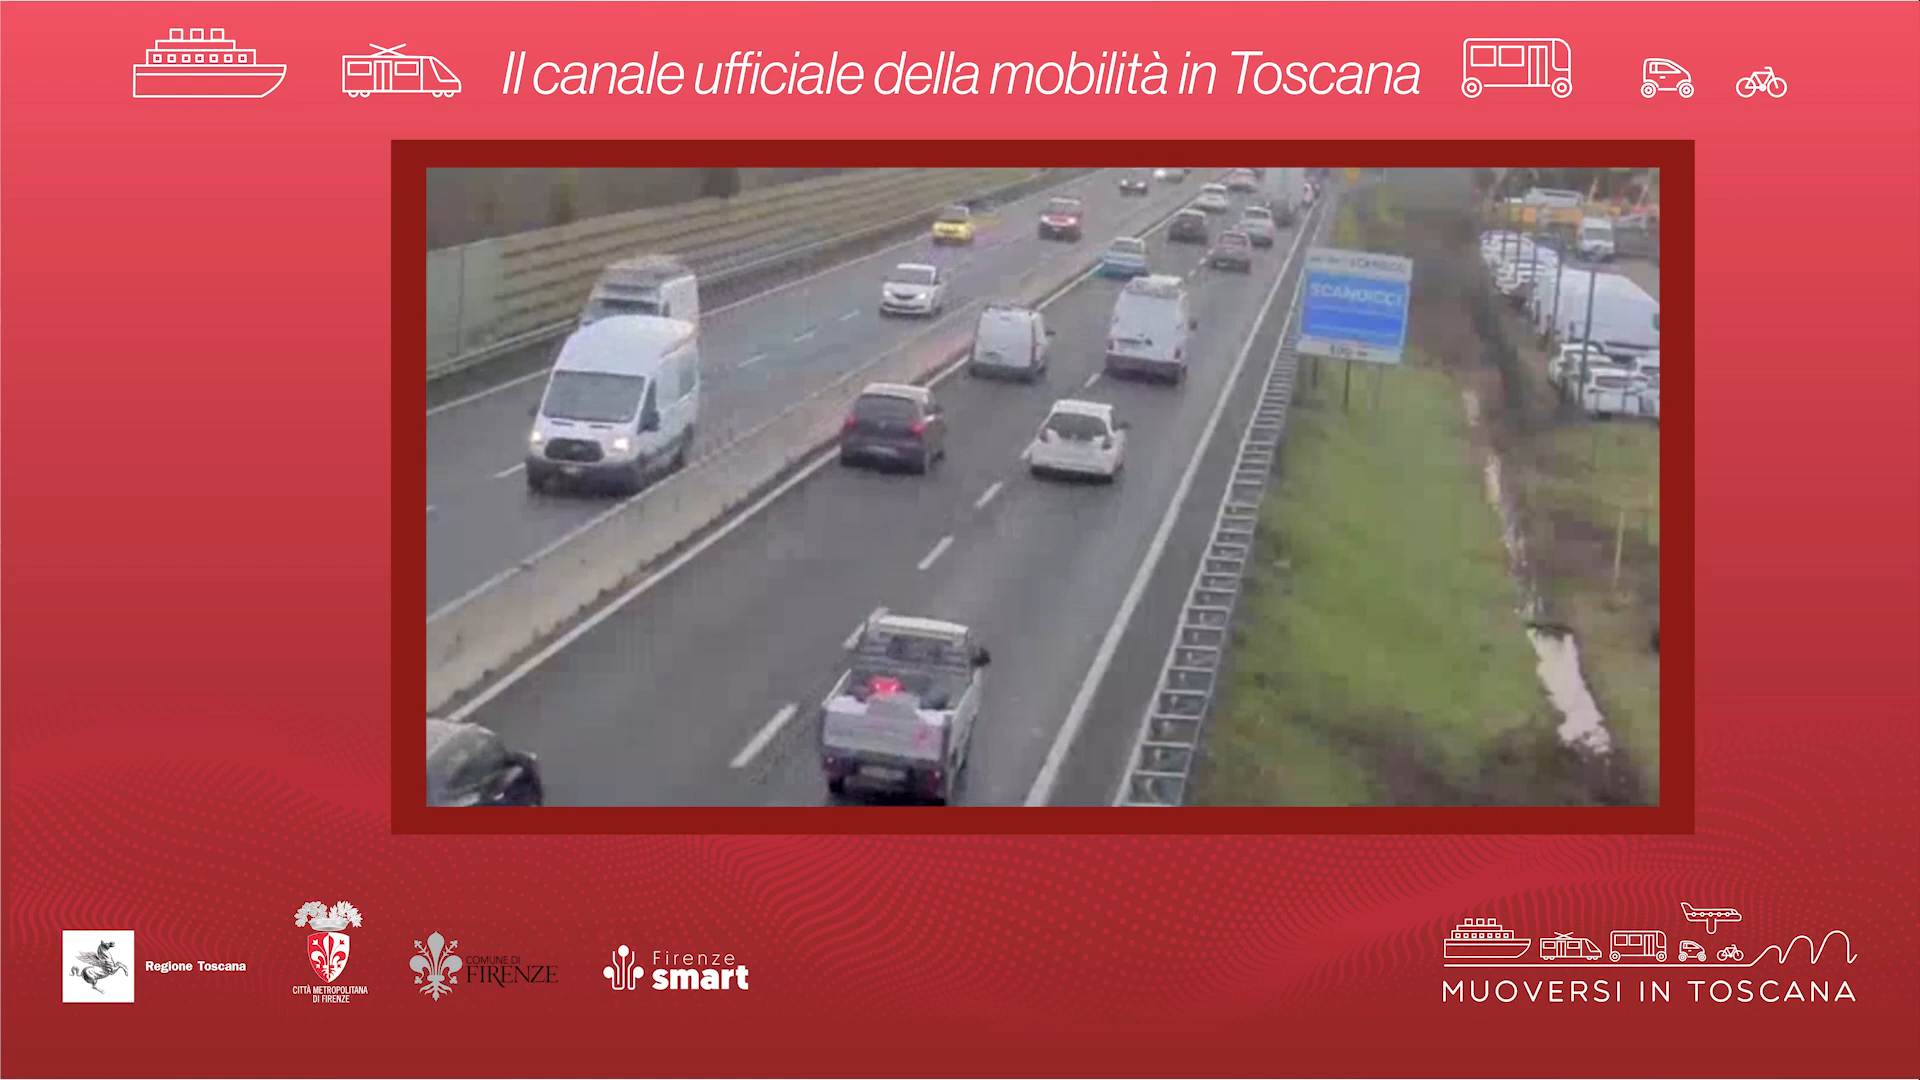 Il canale ufficiale della mobilità in Toscana
SCANDICCI
Regione Toscana
CITTÀ METROPOLITANA
DI FIRENZE
COMUNE DI
FIRENZE
Firenze
smart
MUOVERSI IN TOSCANA